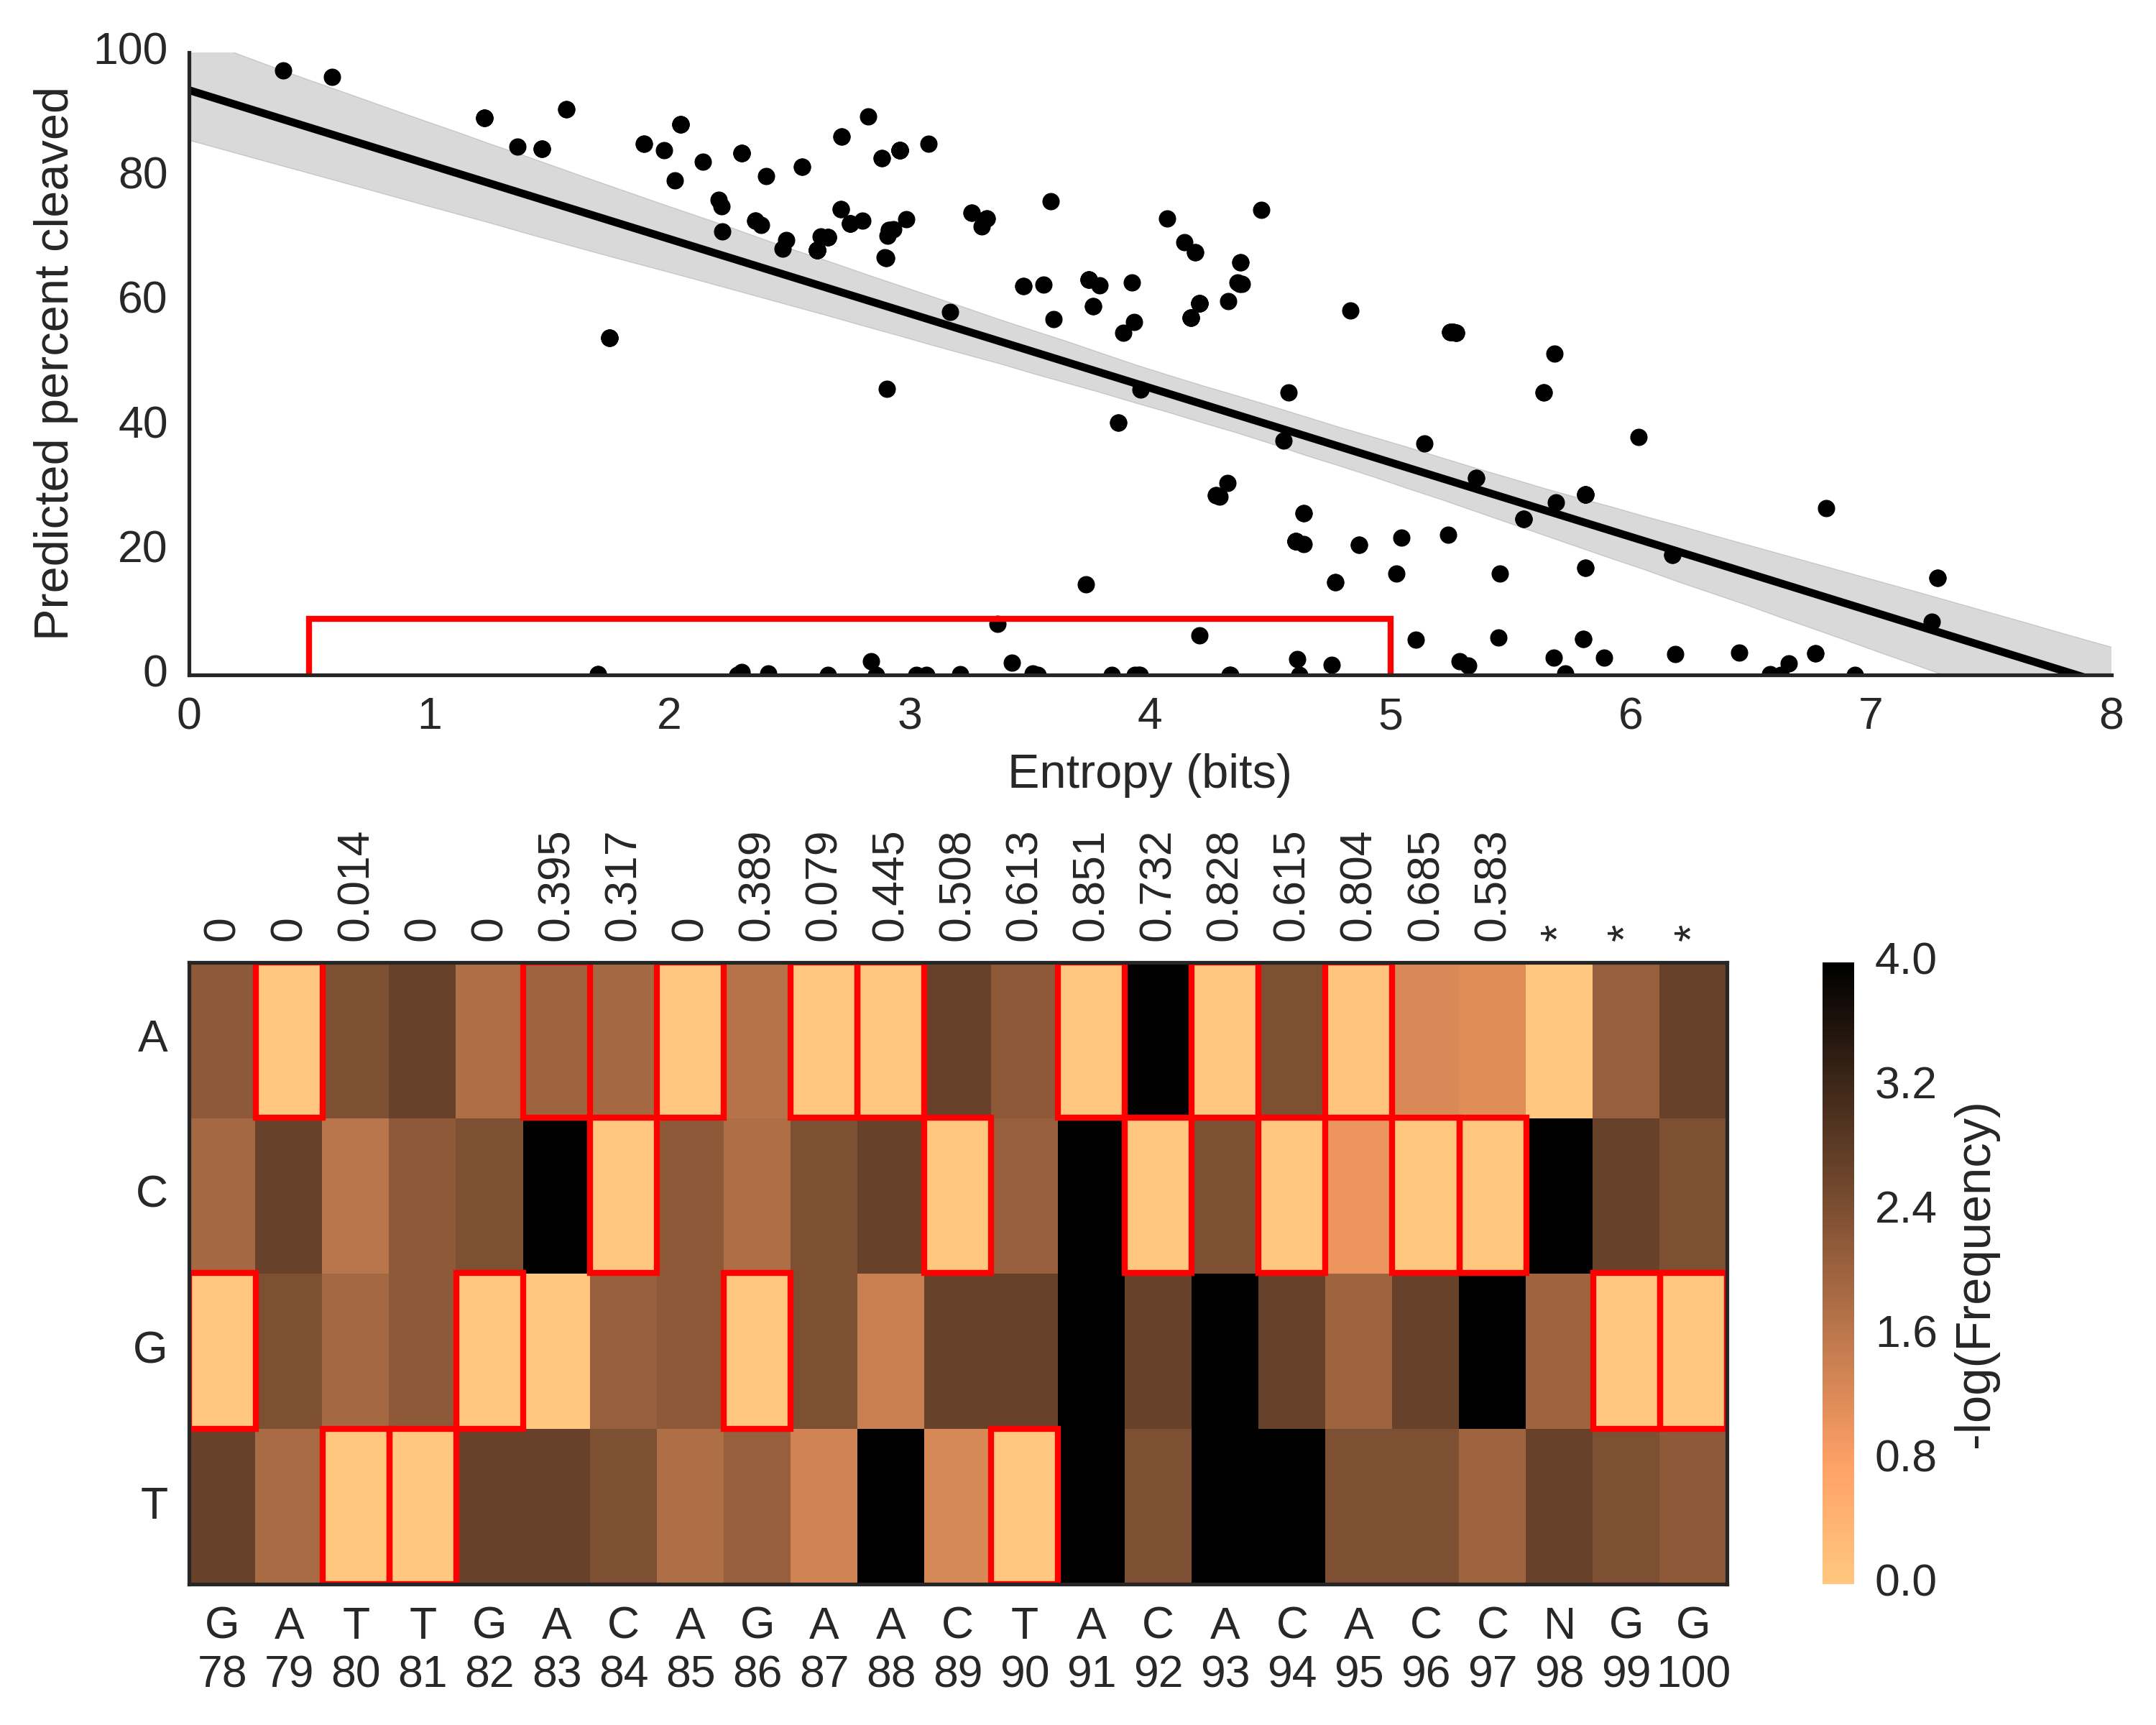 100
80
60
40
20
0
Predicted percent cleaved
0 1 2 3 4 5 6 7 8
Entropy (bits)
0 0 0.014 0 0 0.395 0.317 0 0.389 0.079 0.445 0.508 0.613 0.851 0.732 0.828 0.615 0.804 0.685 0.583 * * *
A
C
G
T
G A T T G A C A G A A C T A C A C A C C N G G
78 79 80 81 82 83 84 85 86 87 88 89 90 91 92 93 94 95 96 97 98 99 100
4.0
3.2
2.4
1.6
0.8
0.0
-log(Frequency)